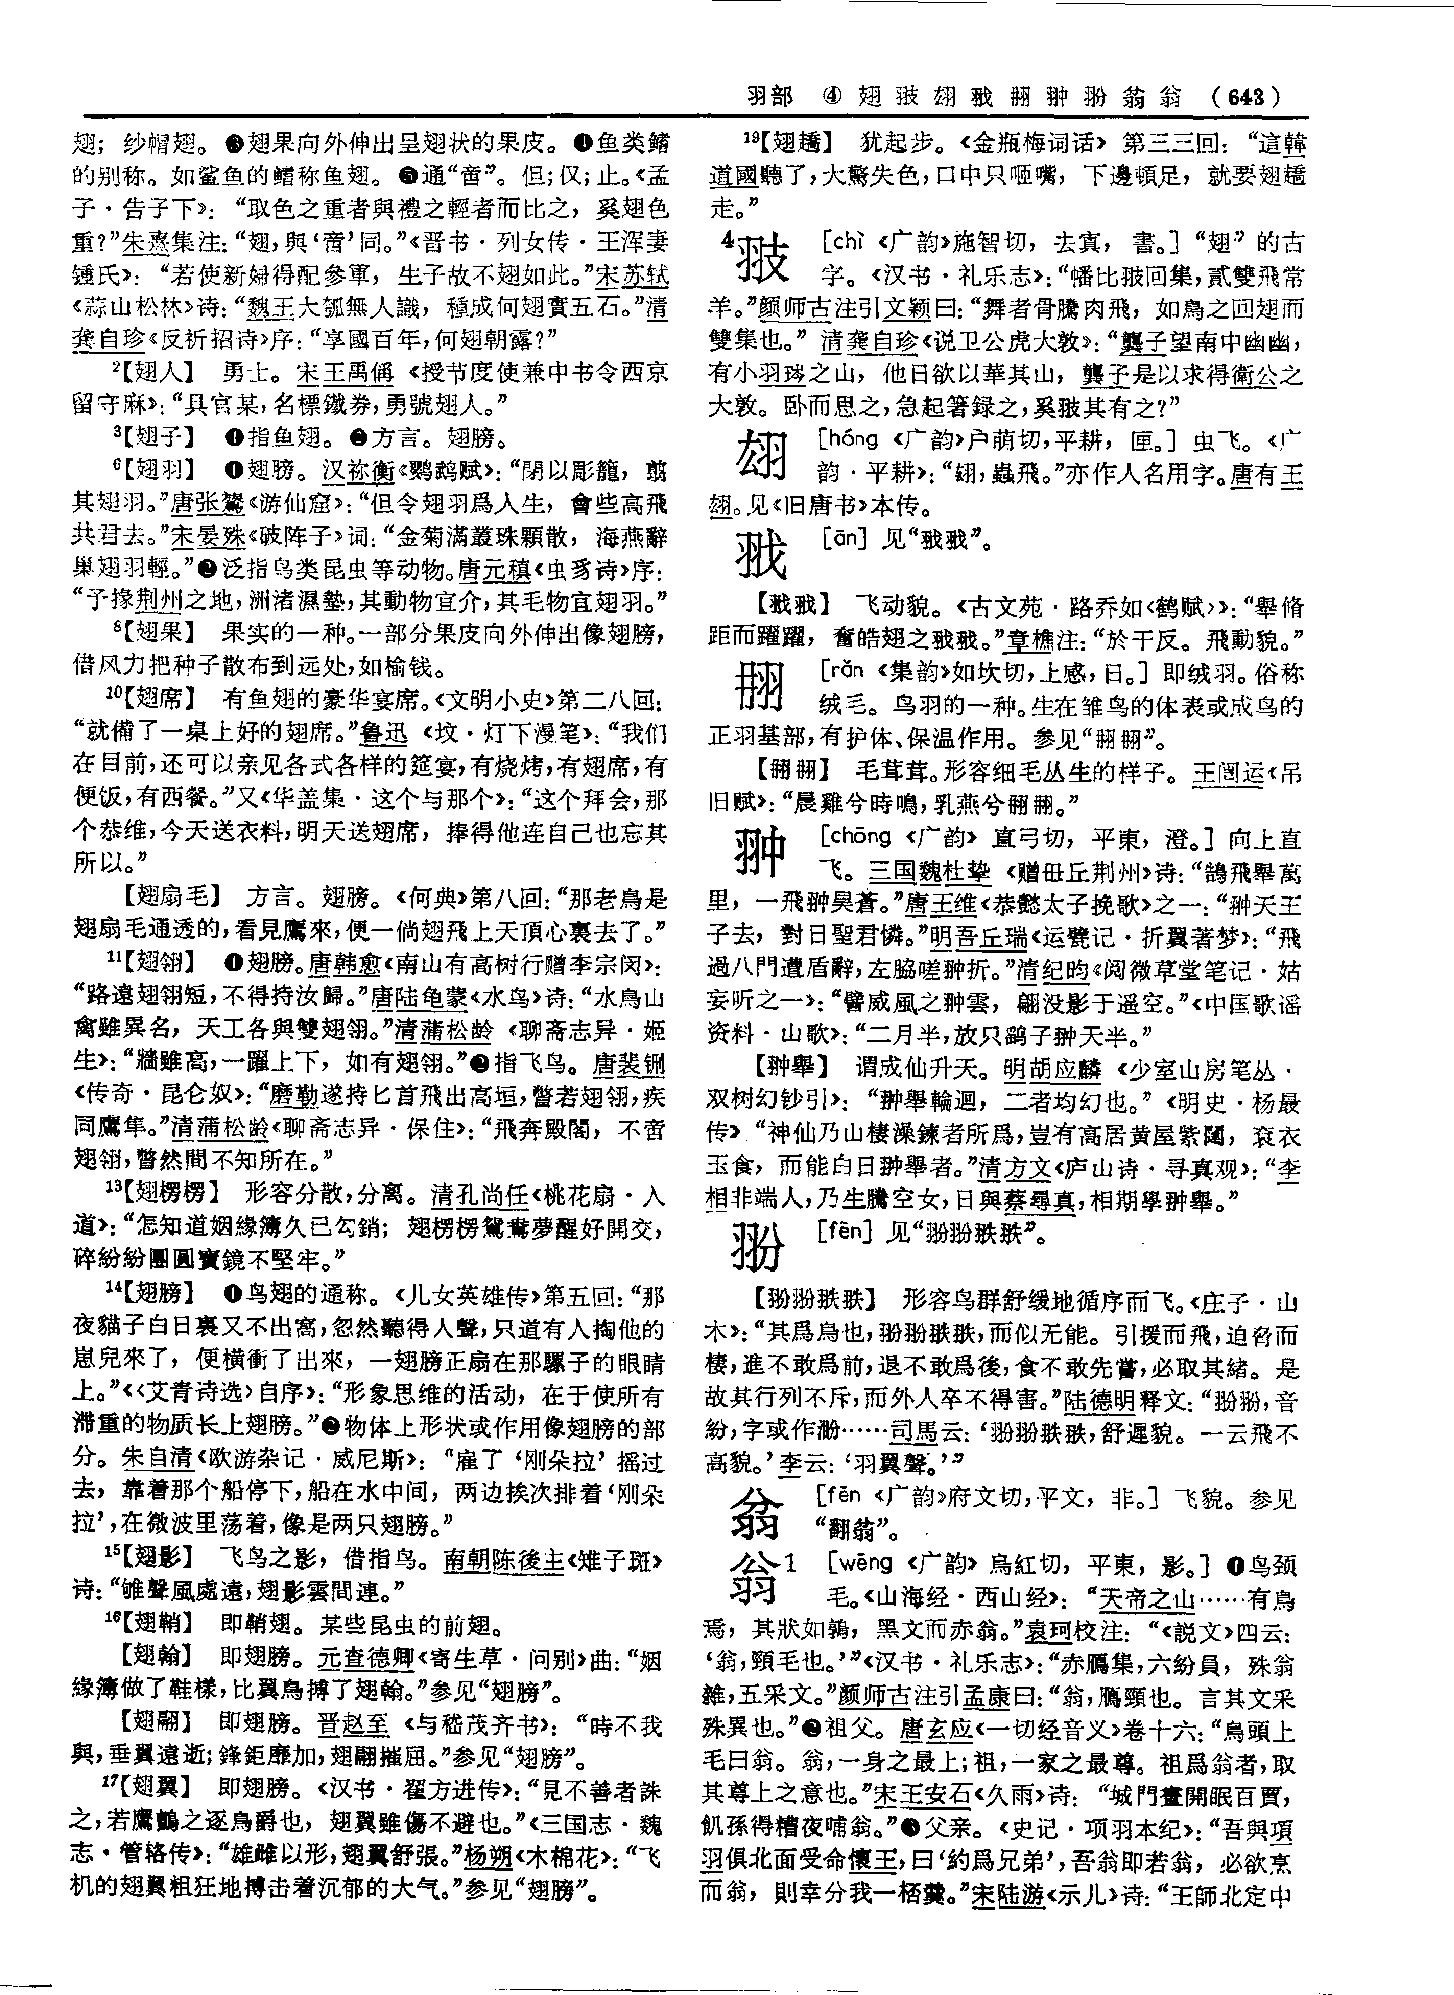 羽部 ④ 翅 翄 翃 㦹 䎃 翀 翂 翁 翁 (643)
翅;纱帽翅。❸翅果向外伸出呈翅状的果皮。❹鱼类鳍
的别称。如鲨鱼的鳍称鱼翅。❺通“啻”。但;仅;止。《孟
子·告子下》:“取色之重者與禮之輕者而比之,奚翅色
重?”朱熹集注:“翅,與‘啻’同。”《晋书·列女传·王浑妻
锺氏》:“若使新婦得配參軍,生子故不翅如此。”宋苏轼
《蒜山松林》诗:“魏王大瓠無人識,種成何翅實五石。”清
龚自珍《反祈招诗》序:“享國百年,何翅朝露?”
2【翅人】 勇士。宋王禹偁《授节度使兼中书令西京
留守麻》:“具官某,名標鐵券,勇號翅人。”
3【翅子】 ❶指鱼翅。❷方言。翅膀。
6【翅羽】 ❶翅膀。汉祢衡《鹦鹉赋》:“閉以彫籠,翦
其翅羽。”唐张鷟《游仙窟》:“但令翅羽爲人生,會些高飛
共君去。”宋晏殊《破阵子》词:“金菊滿叢珠顆散,海燕辭
巢翅羽輕。”❷泛指鸟类昆虫等动物。唐元稹《虫豸诗》序:
“予掾荆州之地,洲渚濕墊,其動物宜介,其毛物宜翅羽。”
8【翅果】 果实的一种。一部分果皮向外伸出像翅膀,
借风力把种子散布到远处,如榆钱。
10【翅席】 有鱼翅的豪华宴席。《文明小史》第二八回:
“就備了一桌上好的翅席。”鲁迅《坟·灯下漫笔》:“我们
在目前,还可以亲见各式各样的筵宴,有烧烤,有翅席,有
便饭,有西餐。”又《华盖集·这个与那个》:“这个拜会,那
个恭维,今天送衣料,明天送翅席,捧得他连自己也忘其
所以。”
【翅扇毛】 方言。翅膀。《何典》第八回:“那老鳥是
翅扇毛通透的,看見鷹來,便一倘翅飛上天頂心裏去了。”
11【翅翎】 ❶翅膀。唐韩愈《南山有高树行赠李宗闵》:
“路遠翅翎短,不得持汝歸。”唐陆龟蒙《水鸟》诗:“水鳥山
禽雖異名,天工各與雙翅翎。”清蒲松龄《聊斋志异·姬
生》:“牆雖高,一躍上下,如有翅翎。”❷指飞鸟。唐裴铏
《传奇·昆仑奴》:“磨勒遂持匕首飛出高垣,瞥若翅翎,疾
同鷹隼。”清蒲松龄《聊斋志异·保住》:“飛奔殿閣,不啻
翅翎,瞥然間不知所在。”
13【翅楞楞】 形容分散,分离。清孔尚任《桃花扇·入
道》:“怎知道姻緣簿久已勾銷;翅楞楞鴛鴦夢醒好開交,
碎紛紛團圓寶鏡不堅牢。”
14【翅膀】 ❶鸟翅的通称。《儿女英雄传》第五回:“那
夜貓子白日裏又不出窩,忽然聽得人聲,只道有人掏他的
崽兒來了,便橫衝了出來,一翅膀正扇在那騾子的眼睛
上。”《〈艾青诗选〉自序》:“形象思维的活动,在于使所有
滞重的物质长上翅膀。”❷物体上形状或作用像翅膀的部
分。朱自清《欧游杂记·威尼斯》:“雇了‘刚朵拉’摇过
去,靠着那个船停下,船在水中间,两边挨次排着‘刚朵
拉’,在微波里荡着,像是两只翅膀。”
15【翅影】 飞鸟之影,借指鸟。南朝陈後主《雉子斑》
诗:“雊聲風處遠,翅影雲間連。”
16【翅鞘】 即鞘翅。某些昆虫的前翅。
【翅翰】 即翅膀。元查德卿《寄生草·问别》曲:“姻
緣簿做了鞋樣,比翼鳥搏了翅翰。”参见“翅膀”。
【翅翮】 即翅膀。晋赵至《与嵇茂齐书》:“時不我
與,垂翼遠逝;鋒鉅靡加,翅翮摧屈。”参见“翅膀”。
17【翅翼】 即翅膀。《汉书·翟方进传》:“見不善者誅
之,若鷹鸇之逐鳥爵也,翅翼雖傷不避也。”《三国志·魏
志·管辂传》:“雄雌以形,翅翼舒張。”杨朔《木棉花》:“飞
机的翅翼粗狂地搏击着沉郁的大气。”参见“翅膀”。
19【翅趫】 犹起步。《金瓶梅词话》第三三回:“這韓
道國聽了,大驚失色,口中只咂嘴,下邊頓足,就要翅趫
走。”
4翄 [chì《广韵》施智切,去寘,書。]“翅”的古
字。《汉书·礼乐志》:“幡比翄回集,貳雙飛常
羊。”颜师古注引文颖曰:“舞者骨騰肉飛,如鳥之回翅而
雙集也。”清龚自珍《说卫公虎大敦》:“龔子望南中幽幽,
有小羽琌之山,他日欲以華其山,龔子是以求得衛公之
大敦。卧而思之,急起箸録之,奚翄其有之?”
翃 [hóng《广韵》户萌切,平耕,匣。]虫飞。《广
韵·平耕》:“翃,蟲飛。”亦作人名用字。唐有王
翃。见《旧唐书》本传。
㦹 [ān]见“㦹㦹”。
【㦹㦹】 飞动貌。《古文苑·路乔如〈鹤赋〉》:“舉脩
距而躍躍,奮皓翅之㦹㦹。”章樵注:“於干反。飛動貌。”
䎃 [rǎn《集韵》如坎切,上感,日。]即绒羽。俗称
绒毛。鸟羽的一种。生在雏鸟的体表或成鸟的
正羽基部,有护体、保温作用。参见“䎃䎃”。
【䎃䎃】 毛茸茸。形容细毛丛生的样子。王闿运《吊
旧赋》:“晨雞兮時鳴,乳燕兮䎃䎃。”
翀 [chōng《广韵》直弓切,平東,澄。]向上直
飞。三国魏杜挚《赠毌丘荆州》诗:“鵠飛舉萬
里,一飛翀昊蒼。”唐王维《恭懿太子挽歌》之一:“翀天王
子去,對日聖君憐。”明吾丘瑞《运甓记·折翼著梦》:“飛
過八門遭盾辭,左脇嗟翀折。”清纪昀《阅微草堂笔记·姑
妄听之一》:“譬威風之翀雲,翩没影于遥空。”《中国歌谣
资料·山歌》:“二月半,放只鷂子翀天半。”
【翀舉】 谓成仙升天。明胡应麟《少室山房笔丛·
双树幻钞引》:“翀舉輪迴,二者均幻也。”《明史·杨最
传》“神仙乃山棲澡鍊者所爲,豈有高居黄屋紫闥,袞衣
玉食,而能白日翀舉者。”清方文《庐山诗·寻真观》:“李
相非端人,乃生騰空女,日與蔡尋真,相期學翀舉。”
翂 [fēn]见“翂翂翐翐”。
【翂翂翐翐】 形容鸟群舒缓地循序而飞。《庄子·山
木》:“其爲鳥也,翂翂翐翐,而似无能。引援而飛,迫脅而
棲,進不敢爲前,退不敢爲後,食不敢先嘗,必取其緒。是
故其行列不斥,而外人卒不得害。”陆德明释文:“翂翂,音
紛,字或作……司馬云:‘翂翂翐翐,舒遲貌。一云飛不
高貌。’李云:‘羽翼聲。’”
[fēn《广韵》府文切,平文,非。]飞貌。参见
“翻”。
翁1 [wēng《广韵》烏紅切,平東,影。]❶鸟颈
毛。《山海经·西山经》:“天帝之山……有鳥
焉,其狀如鶉,黑文而赤翁。”袁珂校注:“《説文》四云:
‘翁,頸毛也。’”《汉书·礼乐志》:“赤鴈集,六紛員,殊翁
雜,五采文。”颜师古注引孟康曰:“翁,鴈頸也。言其文采
殊異也。”❷祖父。唐玄应《一切经音义》卷十六:“鳥頭上
毛曰翁。翁,一身之最上;祖,一家之最尊。祖爲翁者,取
其尊上之意也。”宋王安石《久雨》诗:“城門晝開眠百賈,
飢孫得糟夜哺翁。”❸父亲。《史记·项羽本纪》:“吾與項
羽俱北面受命懷王,曰‘約爲兄弟’,吾翁即若翁,必欲烹
而翁,則幸分我一桮羹。”宋陆游《示儿》诗:“王師北定中